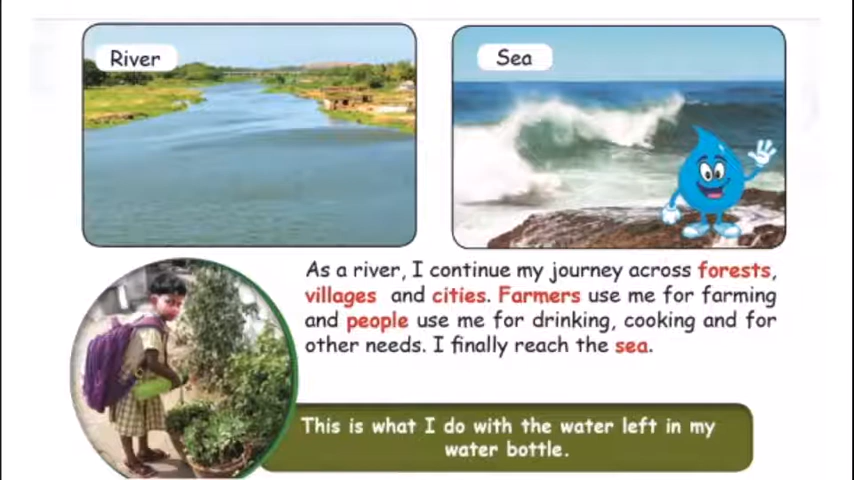 River
Sea
As a river, I continue my journey across forests,
villages and cities. Farmers use me for farming
and people use me for drinking, cooking and for
other needs. I finally reach the sea.
This is what I do with the water left in my
water bottle.